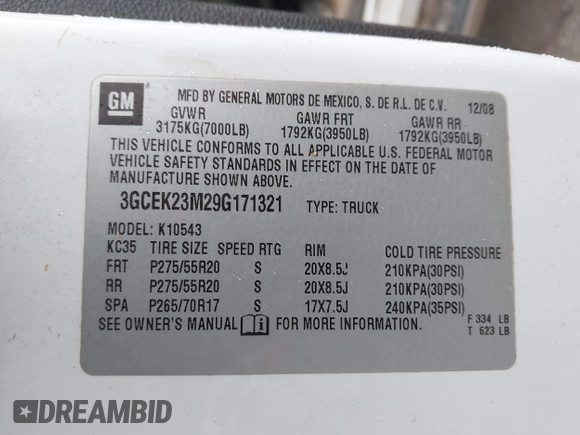 GM
MFD BY GENERAL MOTORS DE MEXICO, S. DE R.L. DE C.V. 12/08
GVWR GAWR FRT GAWR RR
3175KG(7000LB) 1792KG(3950LB) 1792KG(3950LB)
THIS VEHICLE CONFORMS TO ALL APPLICABLE U.S. FEDERAL MOTOR
VEHICLE SAFETY STANDARDS IN EFFECT ON THE DATE OF
MANUFACTURE SHOWN ABOVE.
3GCEK23M29G171321 TYPE: TRUCK
MODEL: K10543
KC35 TIRE SIZE SPEED RTG RIM COLD TIRE PRESSURE
FRT P275/55R20 S 20X8.5J 210KPA(30PSI)
RR P275/55R20 S 20X8.5J 210KPA(30PSI)
SPA P265/70R17 S 17X7.5J 240KPA(35PSI)
SEE OWNER'S MANUAL FOR MORE INFORMATION.
F 334 LB
T 623 LB
DREAMBID